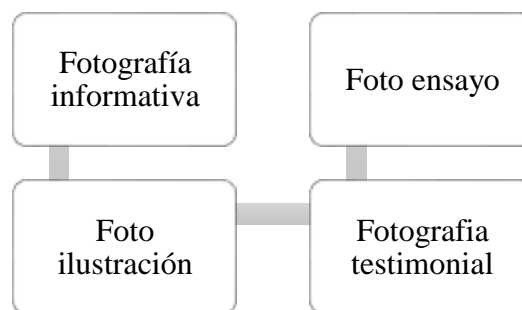 Fotografía
informativa
Foto
ilustración
Fotografia
testimonial
Foto ensayo